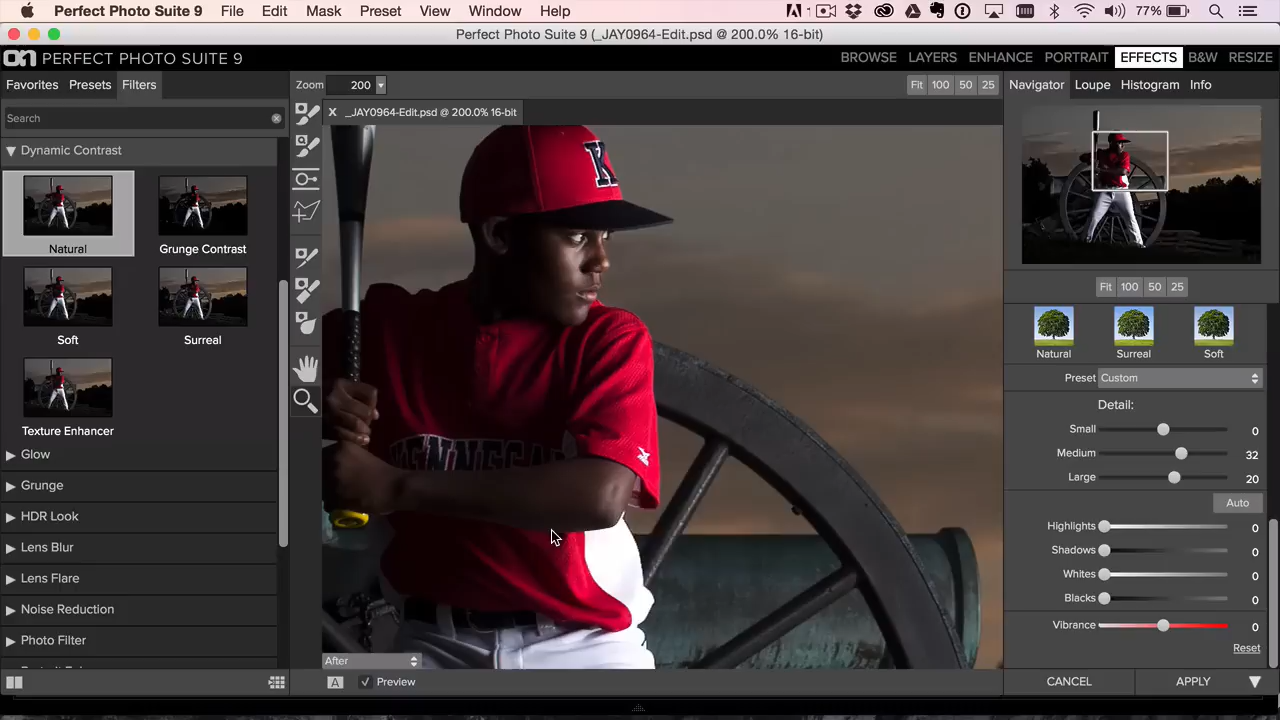 Perfect Photo Suite 9 File Edit Mask Preset View Window Help 77%
Perfect Photo Suite 9 (_JAY0964-Edit.psd @ 200.0% 16-bit)
on PERFECT PHOTO SUITE 9 BROWSE LAYERS ENHANCE PORTRAIT EFFECTS B&W RESIZE
Favorites Presets Filters Zoom 200 Fit 100 50 25 Navigator Loupe Histogram Info
Search
X _JAY0964-Edit.psd @ 200.0% 16-bit
Dynamic Contrast
K
Natural Grunge Contrast
Fit 100 50 25
Soft Surreal
Natural Surreal Soft
Preset Custom
Detail:
Small 0
Texture Enhancer
KENNESAW
Medium 32
Glow
Large 20
Grunge
Auto
HDR Look
Highlights 0
Lens Blur
Shadows 0
Lens Flare
Whites 0
Noise Reduction
Blacks 0
Photo Filter
Vibrance 0
Reset
After
A Preview
CANCEL APPLY